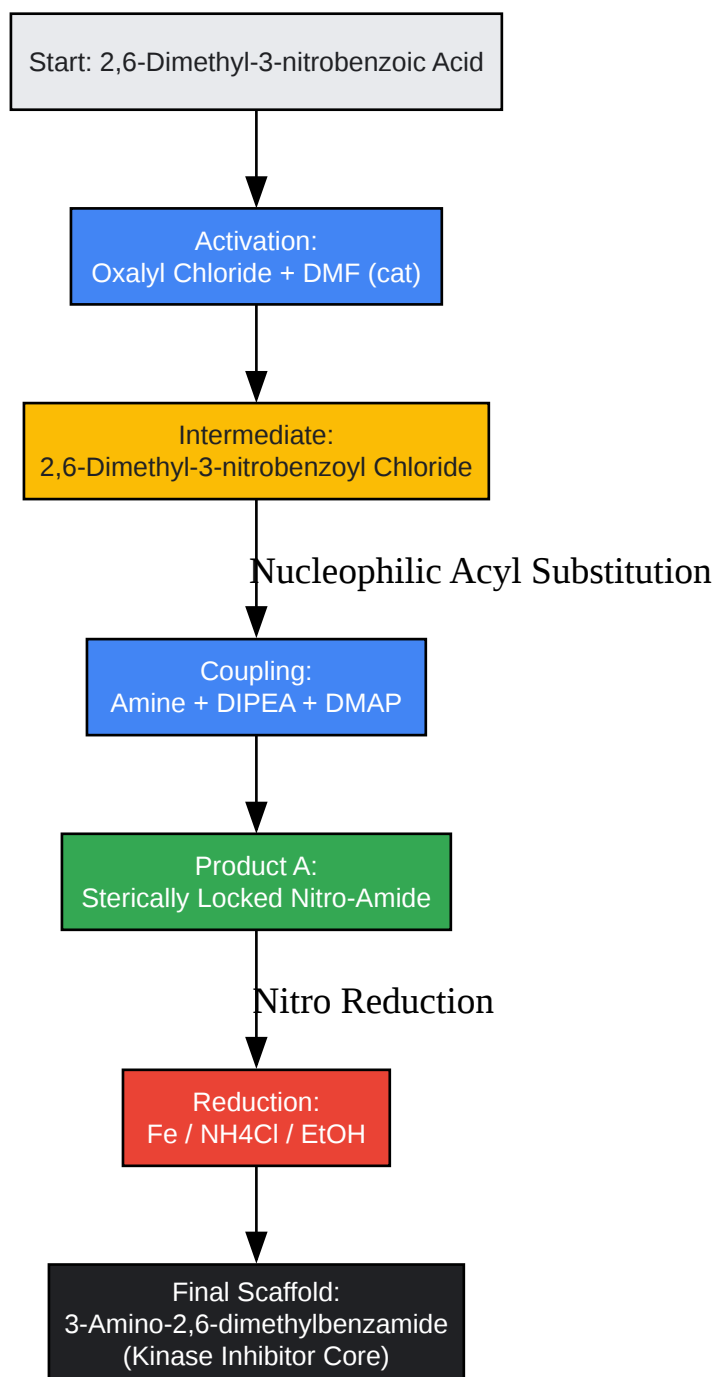 Start: 2,6-Dimethyl-3-nitrobenzoic Acid
Activation:
Oxalyl Chloride + DMF (cat)
Intermediate:
2,6-Dimethyl-3-nitrobenzoyl Chloride
Nucleophilic Acyl Substitution
Coupling:
Amine + DIPEA + DMAP
Product A:
Sterically Locked Nitro-Amide
Nitro Reduction
Reduction:
Fe / NH4Cl / EtOH
Final Scaffold:
3-Amino-2,6-dimethylbenzamide
(Kinase Inhibitor Core)